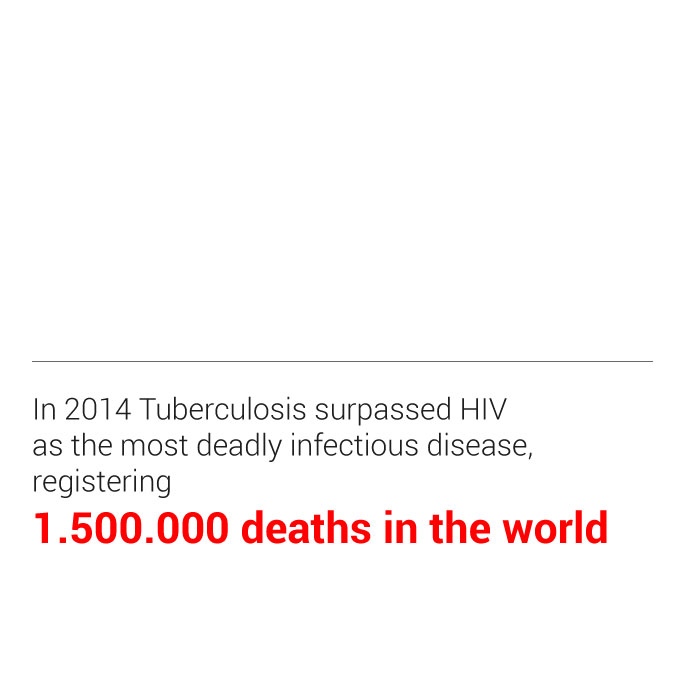 In 2014 Tuberculosis surpassed HIV
as the most deadly infectious disease,
registering
1.500.000 deaths in the world